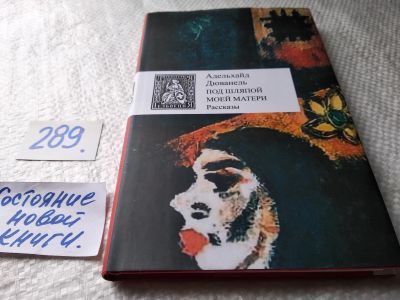 Адельхайд
Дюванель
ПОД ШЛЯПОЙ
МОЕЙ МАТЕРИ
Рассказы
289.
Состояние
новой
книги.